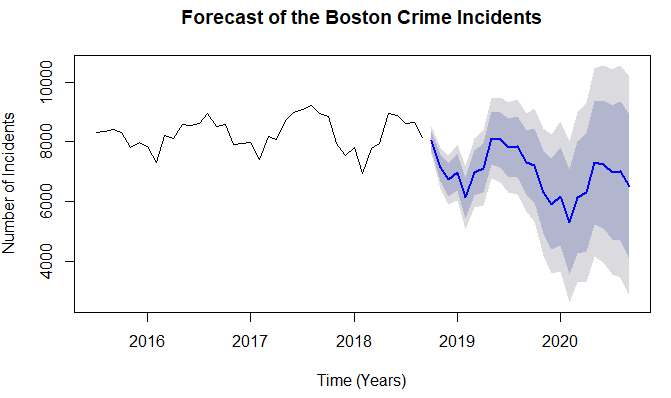 Forecast of the Boston Crime Incidents
Number of Incidents
10000
8000
6000
4000
2016 2017 2018 2019 2020
Time (Years)